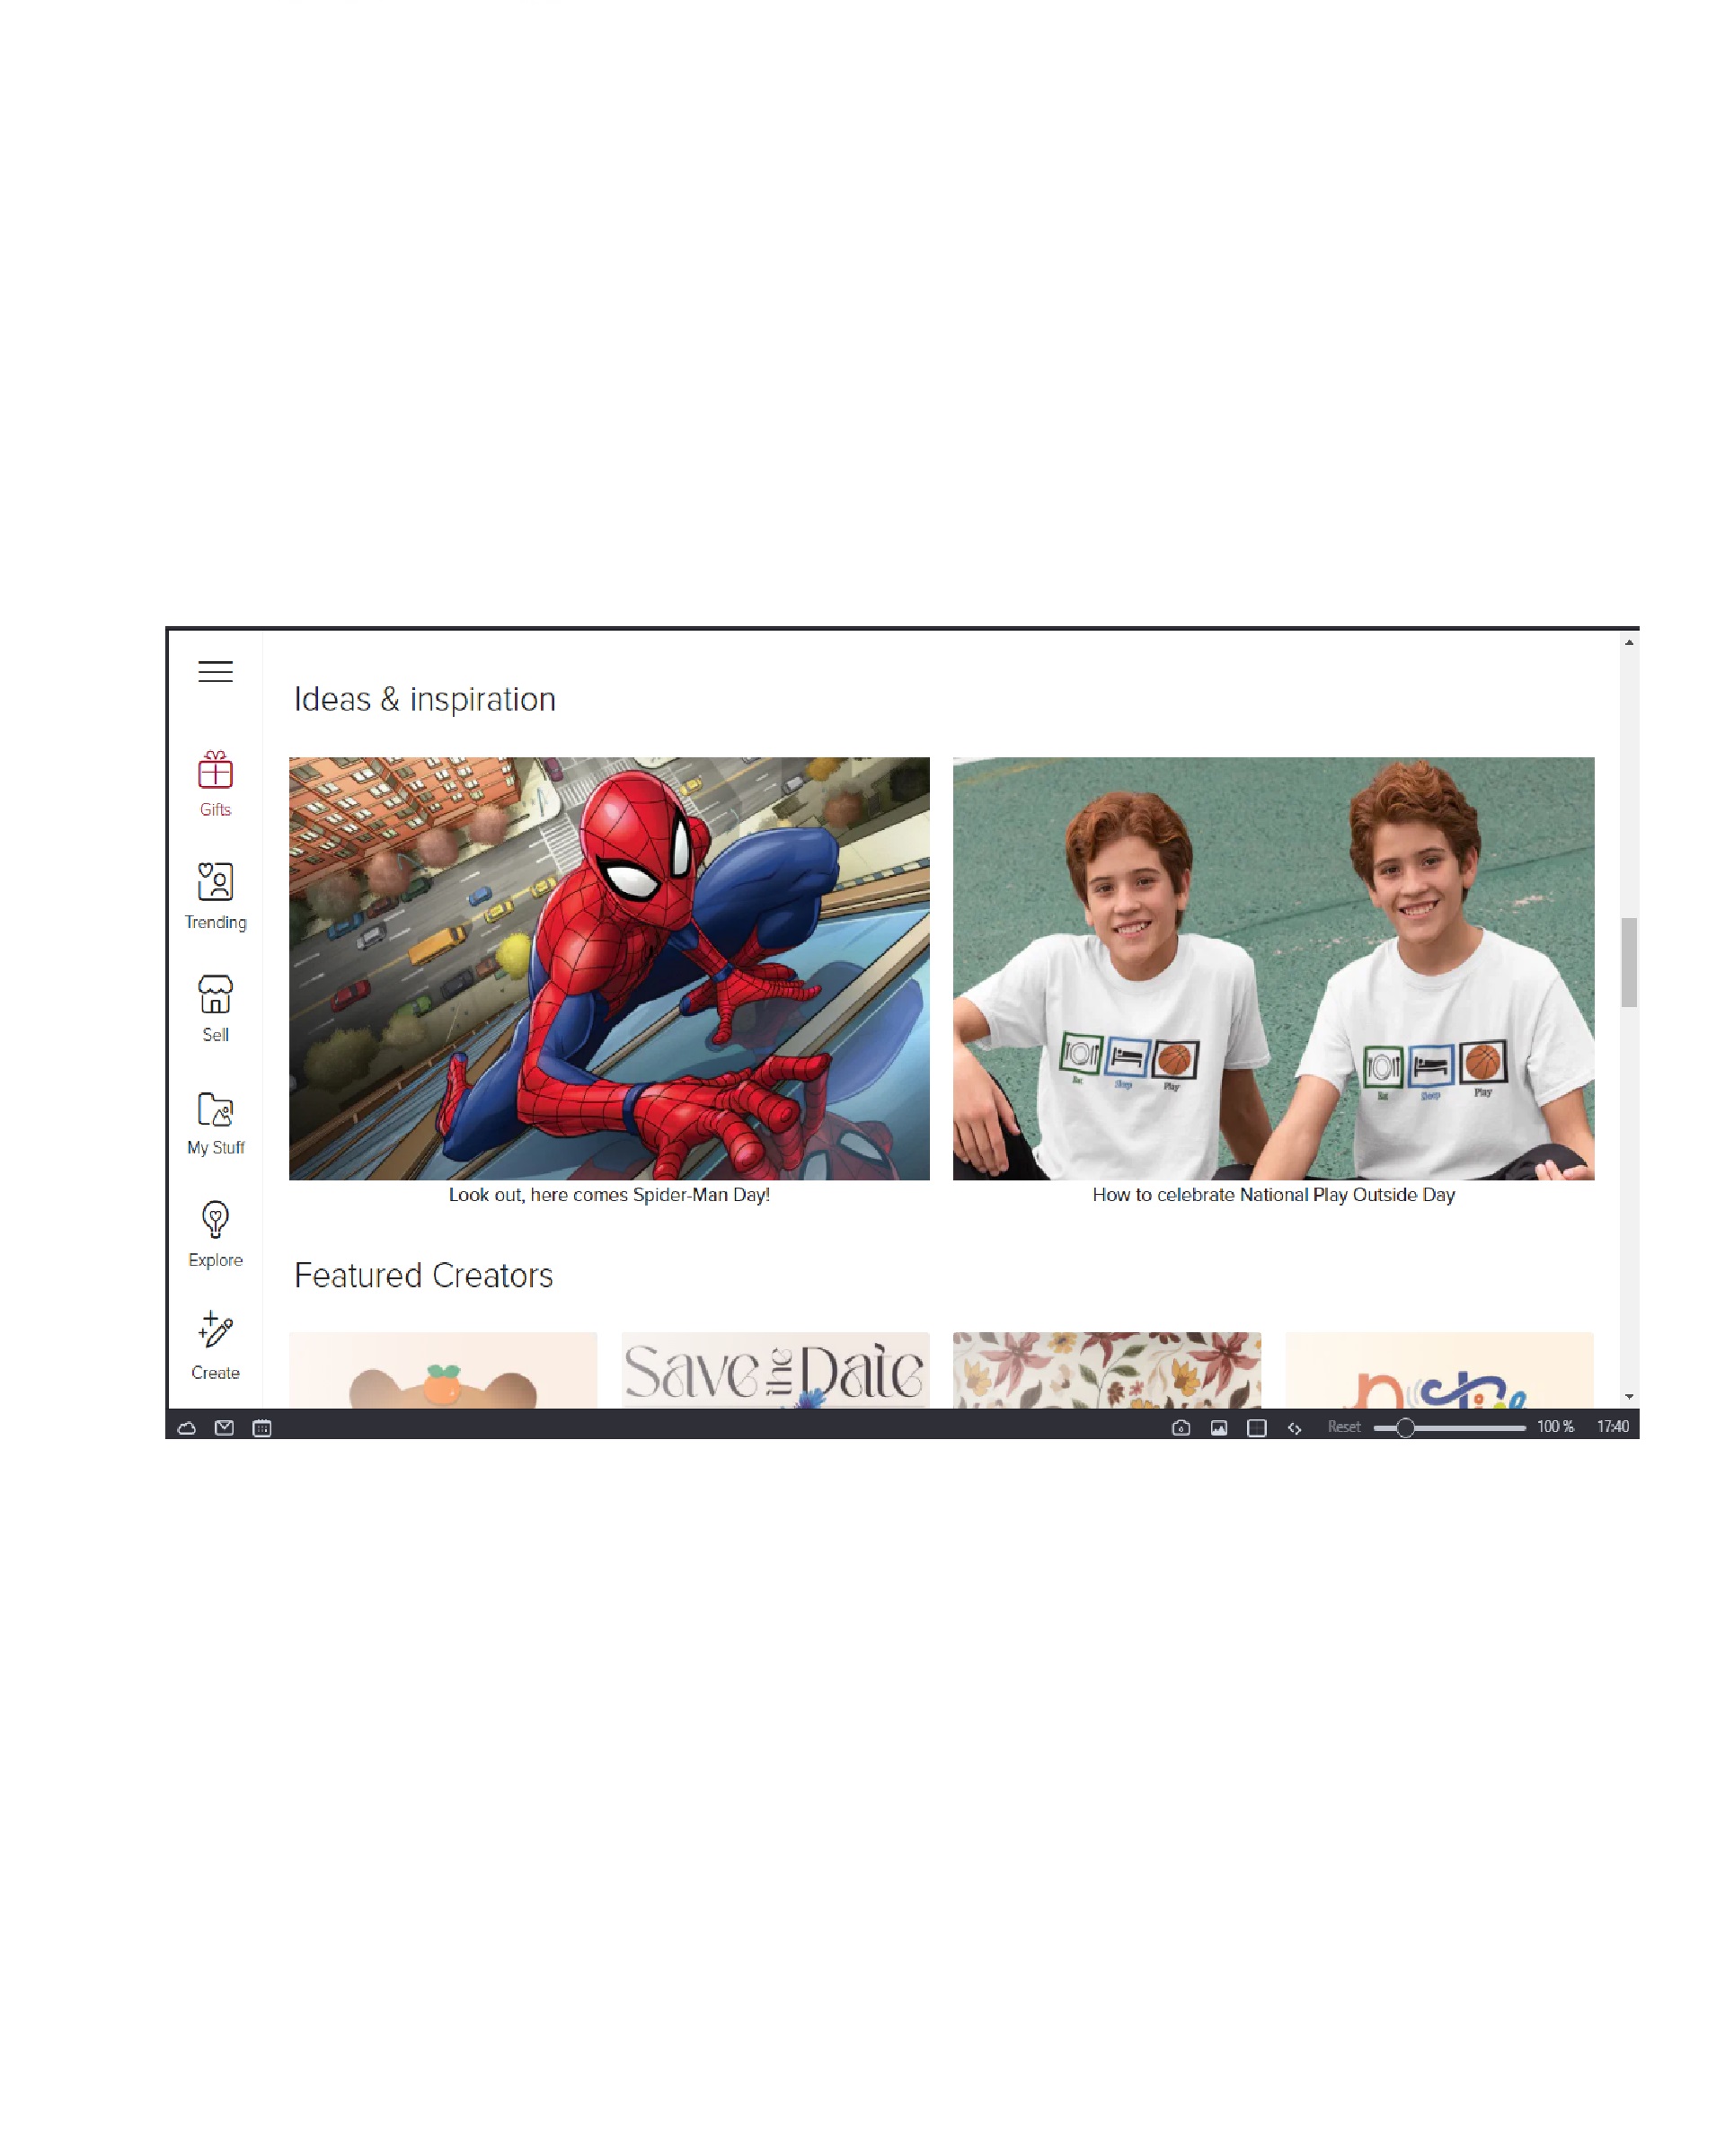 Ideas & inspiration
Gifts
Trending
Sell
My Stuff
Explore
Create
Eat Sleep Play
Eat Sleep Play
Look out, here comes Spider-Man Day!
How to celebrate National Play Outside Day
Featured Creators
Save the Date
Reset 100 % 17:40